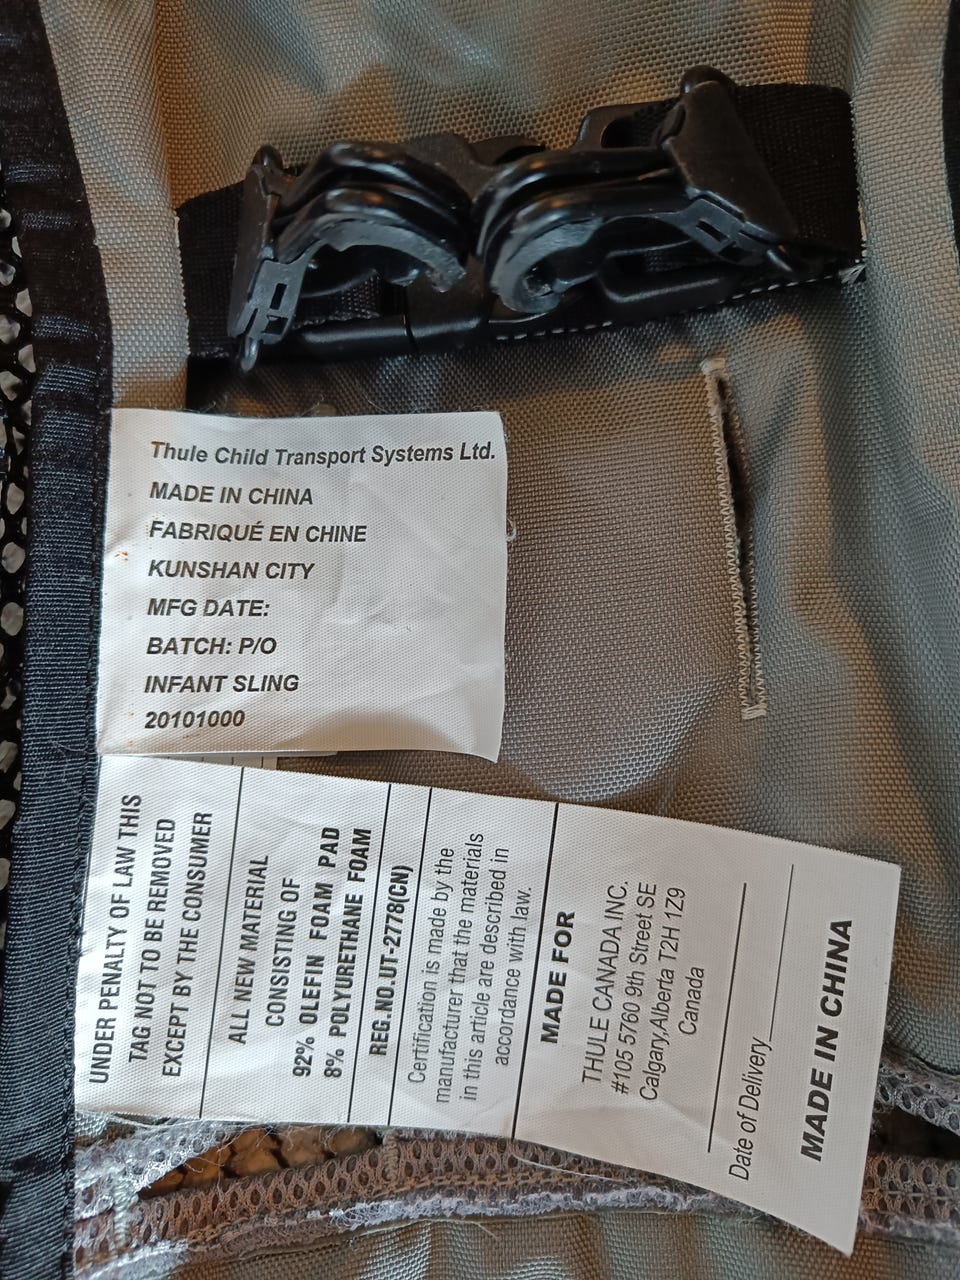 Thule Child Transport Systems Ltd.
MADE IN CHINA
FABRIQUÉ EN CHINE
KUNSHAN CITY
MFG DATE:
BATCH: P/O
INFANT SLING
20101000
UNDER PENALTY OF LAW THIS
TAG NOT TO BE REMOVED
EXCEPT BY THE CONSUMER
ALL NEW MATERIAL
CONSISTING OF
92% OLEFIN FOAM PAD
8% POLYURETHANE FOAM
REG.NO.UT-2778(CN)
Certification is made by the
manufacturer that the materials
in this article are described in
accordance with law.
MADE FOR
THULE CANADA INC.
#105 5760 9th Street SE
Calgary,Alberta T2H 1Z9
Canada
Date of Delivery
MADE IN CHINA